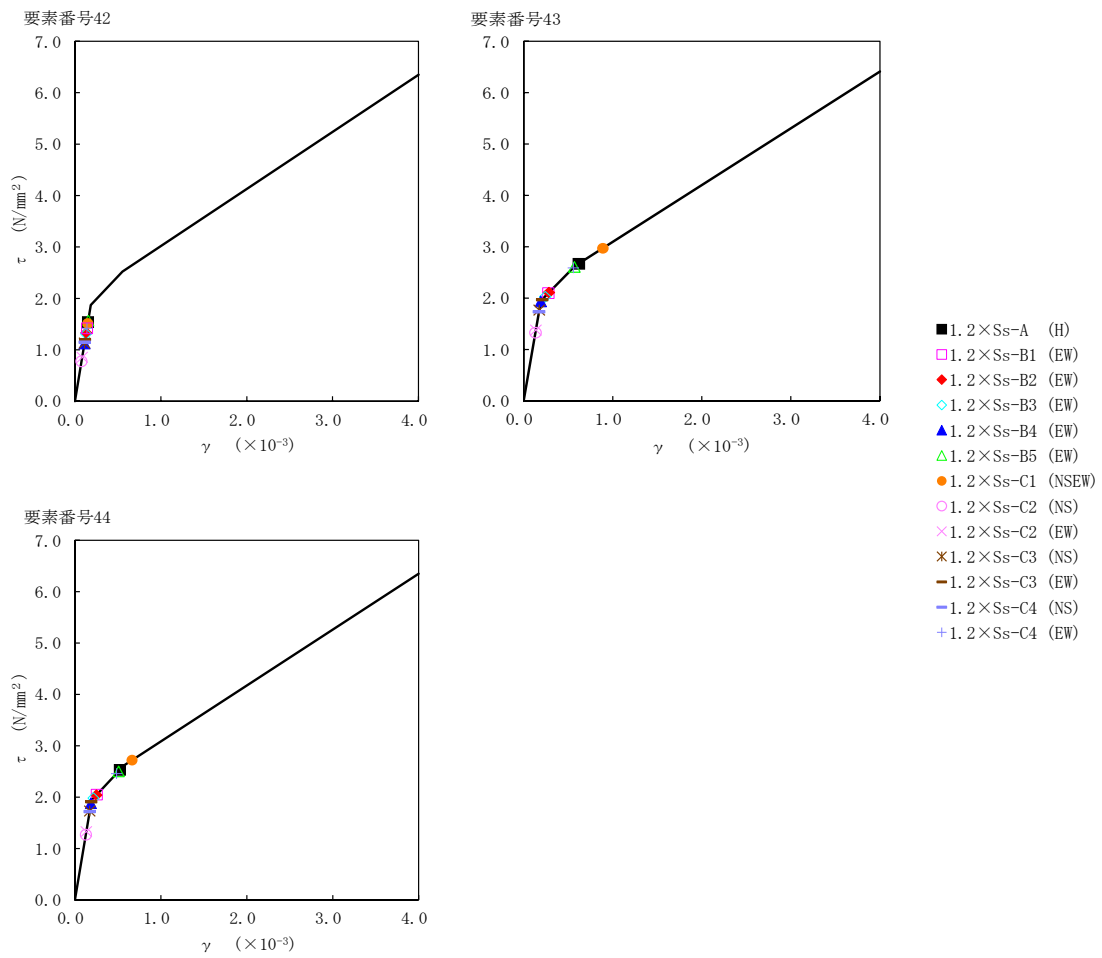 要素番号42
7.0
6.0
5.0
4.0
3.0
2.0
1.0
0.0
τ (N/mm²)
0.0 1.0 2.0 3.0 4.0
γ (×10⁻³)
要素番号43
7.0
6.0
5.0
4.0
3.0
2.0
1.0
0.0
0.0 1.0 2.0 3.0 4.0
γ (×10⁻³)
要素番号44
7.0
6.0
5.0
4.0
3.0
2.0
1.0
0.0
τ (N/mm²)
0.0 1.0 2.0 3.0 4.0
γ (×10⁻³)
1.2×Ss-A (H)
1.2×Ss-B1 (EW)
1.2×Ss-B2 (EW)
1.2×Ss-B3 (EW)
1.2×Ss-B4 (EW)
1.2×Ss-B5 (EW)
1.2×Ss-C1 (NSEW)
1.2×Ss-C2 (NS)
1.2×Ss-C2 (EW)
1.2×Ss-C3 (NS)
1.2×Ss-C3 (EW)
1.2×Ss-C4 (NS)
1.2×Ss-C4 (EW)